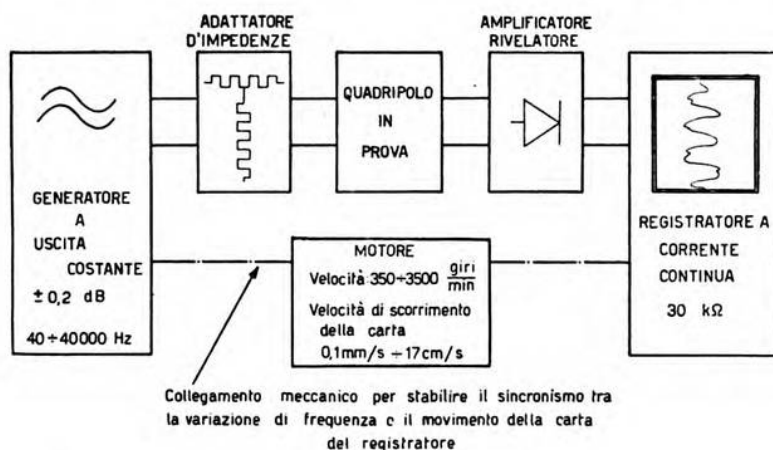 ADATTATORE
D'IMPEDENZE
AMPLIFICATORE
RIVELATORE
GENERATORE
A
USCITA
COSTANTE
± 0,2 dB
40÷40000 Hz
QUADRIPOLO
IN
PROVA
REGISTRATORE A
CORRENTE
CONTINUA
30 kΩ
MOTORE
Velocità: 350÷3500 giri/min
Velocità di scorrimento
della carta
0,1mm/s ÷ 17cm/s
Collegamento meccanico per stabilire il sincronismo tra
la variazione di frequenza e il movimento della carta
del registratore